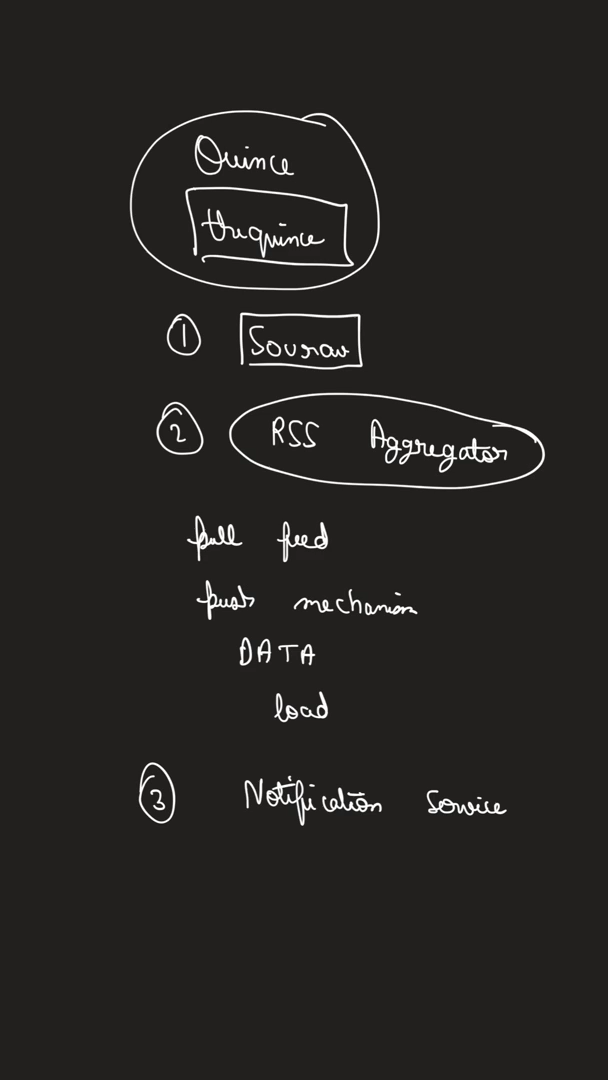 Quince
thequince
① Sourav
② RSS Aggregator
pull feed
push mechanism
DATA
load
③ Notification Service